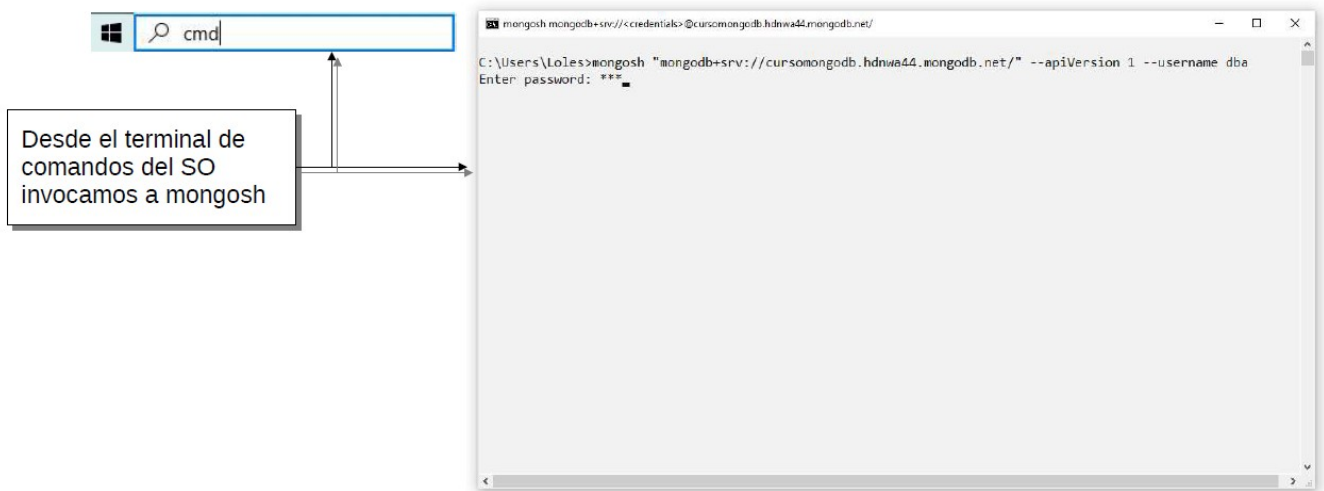 cmd
mongosh mongodb+srv://<credentials>@cursomongodb.hdnwa44.mongodb.net/
C:\Users\Loles>mongosh "mongodb+srv://cursomongodb.hdnwa44.mongodb.net/" --apiVersion 1 --username dba
Enter password: ***
Desde el terminal de
comandos del SO
invocamos a mongosh